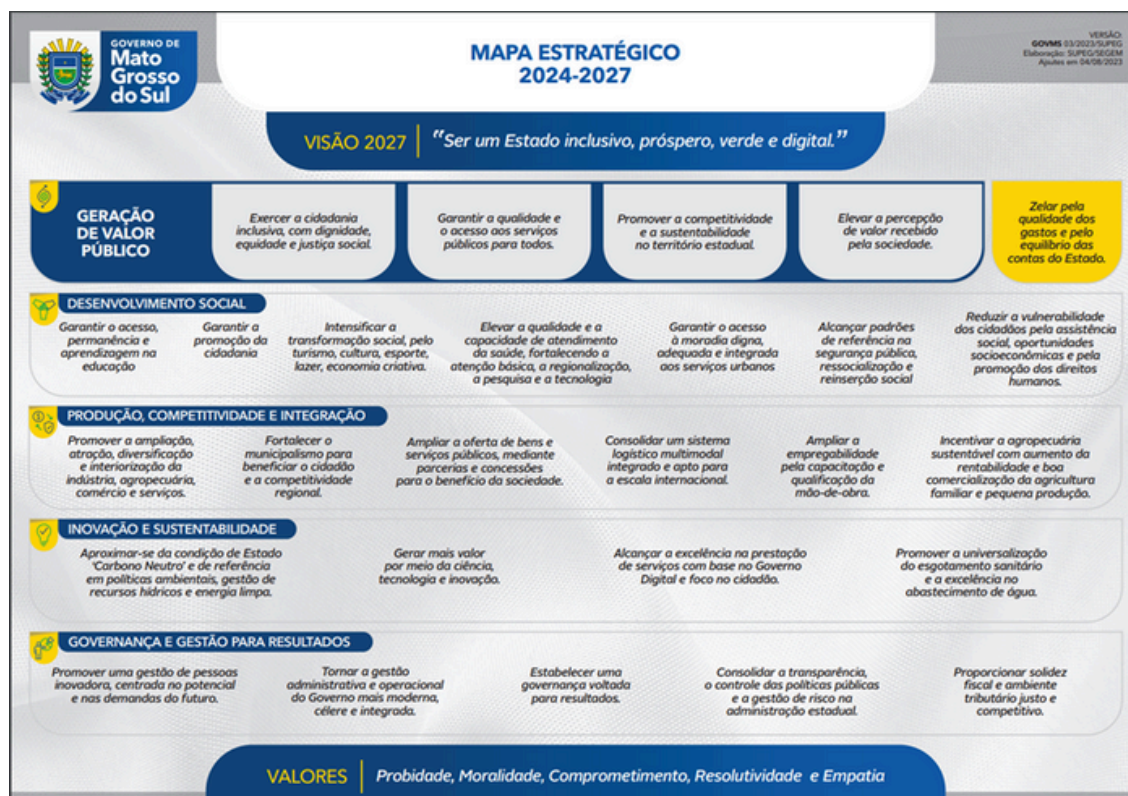 GOVERNO DE
Mato
Grosso
do Sul
MAPA ESTRATÉGICO
2024-2027
VERSÃO:
GOVMS 03/2023/SUPEG
Elaboração: SUPEG/SEGEM
Ajustes em 04/08/2023
VISÃO 2027 "Ser um Estado inclusivo, próspero, verde e digital."
GERAÇÃO
DE VALOR
PÚBLICO
Exercer a cidadania
inclusiva, com dignidade,
equidade e justiça social.
Garantir a qualidade e
o acesso aos serviços
públicos para todos.
Promover a competitividade
e a sustentabilidade
no território estadual.
Elevar a percepção
de valor recebido
pela sociedade.
Zelar pela
qualidade dos
gastos e pelo
equilíbrio das
contas do Estado.
DESENVOLVIMENTO SOCIAL
Garantir o acesso,
permanência e
aprendizagem na
educação
Garantir a
promoção da
cidadania
Intensificar a
transformação social, pelo
turismo, cultura, esporte,
lazer, economia criativa.
Elevar a qualidade e a
capacidade de atendimento
da saúde, fortalecendo a
atenção básica, a regionalização,
a pesquisa e a tecnologia
Garantir o acesso
à moradia digna,
adequada e integrada
aos serviços urbanos
Alcançar padrões
de referência na
segurança pública,
ressocialização e
reinserção social
Reduzir a vulnerabilidade
dos cidadãos pela assistência
social, oportunidades
socioeconômicas e pela
promoção dos direitos
humanos.
PRODUÇÃO, COMPETITIVIDADE E INTEGRAÇÃO
Promover a ampliação,
atração, diversificação
e interiorização da
indústria, agropecuária,
comércio e serviços.
Fortalecer o
municipalismo para
beneficiar o cidadão
e a competitividade
regional.
Ampliar a oferta de bens e
serviços públicos, mediante
parcerias e concessões
para o benefício da sociedade.
Consolidar um sistema
logístico multimodal
integrado e apto para
a escala internacional.
Ampliar a
empregabilidade
pela capacitação e
qualificação da
mão-de-obra.
Incentivar a agropecuária
sustentável com aumento da
rentabilidade e boa
comercialização da agricultura
familiar e pequena produção.
INOVAÇÃO E SUSTENTABILIDADE
Aproximar-se da condição de Estado
'Carbono Neutro' e de referência
em políticas ambientais, gestão de
recursos hídricos e energia limpa.
Gerar mais valor
por meio da ciência,
tecnologia e inovação.
Alcançar a excelência na prestação
de serviços com base no Governo
Digital e foco no cidadão.
Promover a universalização
do esgotamento sanitário
e a excelência no
abastecimento de água.
GOVERNANÇA E GESTÃO PARA RESULTADOS
Promover uma gestão de pessoas
inovadora, centrada no potencial
e nas demandas do futuro.
Tornar a gestão
administrativa e operacional
do Governo mais moderna,
célere e integrada.
Estabelecer uma
governança voltada
para resultados.
Consolidar a transparência,
o controle das políticas públicas
e a gestão de risco na
administração estadual.
Proporcionar solidez
fiscal e ambiente
tributário justo e
competitivo.
VALORES Probidade, Moralidade, Comprometimento, Resolutividade e Empatia